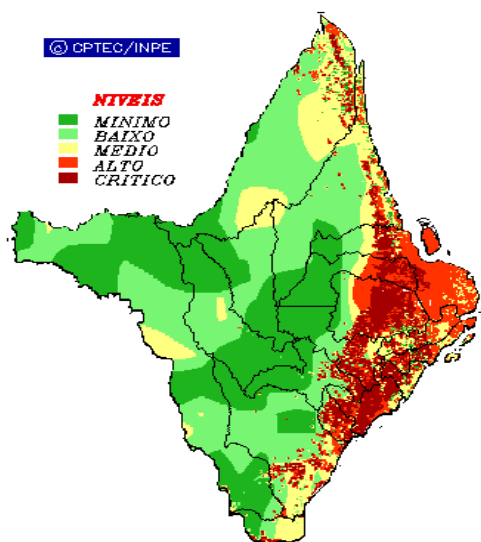 © CPTEC/INPE
NIVEIS
MINIMO
BAIXO
MEDIO
ALTO
CRITICO